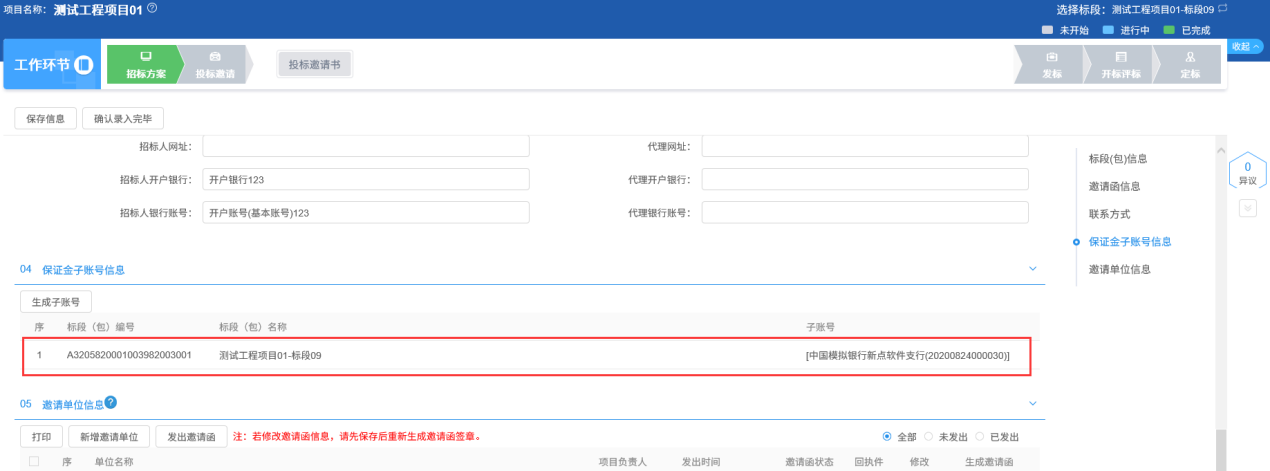 项目名称: 测试工程项目01 ?
选择标段：测试工程项目01-标段09
未开始 进行中 已完成
收起
工作环节 招标方案 投标邀请 投标邀请书 发标 开标评标 定标
保存信息 确认录入完毕
招标人网址： 代理网址：
招标人开户银行： 开户银行123 代理开户银行：
招标人银行账号： 开户账号(基本账号)123 代理银行账号：
标段(包)信息
邀请函信息
联系方式
保证金子账号信息
邀请单位信息
0
异议
04 保证金子账号信息
生成子账号
序 标段（包）编号 标段（包）名称 子账号
1 A3205820001003982003001 测试工程项目01-标段09 [中国模拟银行新点软件支行(20200824000030)]
05 邀请单位信息 ?
打印 新增邀请单位 发出邀请函 注：若修改邀请函信息，请先保存后重新生成邀请函签章。 全部 未发出 已发出
序 单位名称 项目负责人 发出时间 邀请函状态 回执件 修改 生成邀请函